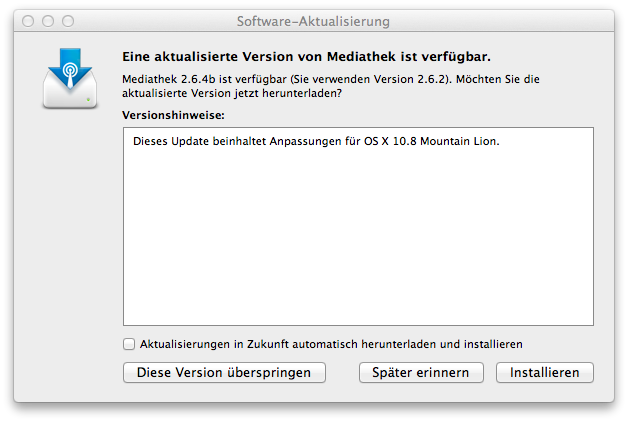 Software-Aktualisierung
Eine aktualisierte Version von Mediathek ist verfügbar.
Mediathek 2.6.4b ist verfügbar (Sie verwenden Version 2.6.2). Möchten Sie die
aktualisierte Version jetzt herunterladen?
Versionshinweise:
Dieses Update beinhaltet Anpassungen für OS X 10.8 Mountain Lion.
Aktualisierungen in Zukunft automatisch herunterladen und installieren
Diese Version überspringen
Später erinnern
Installieren